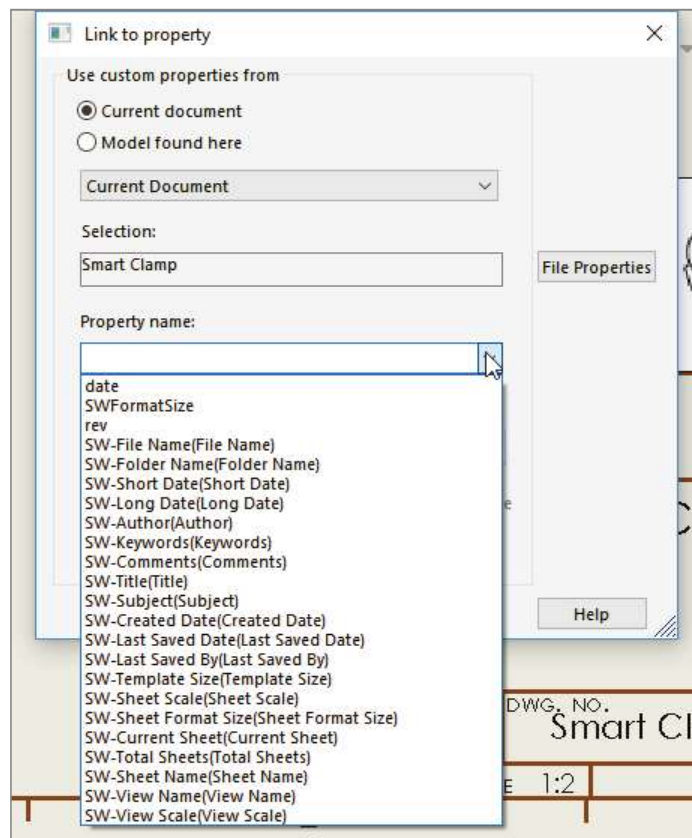 Link to property
Use custom properties from
Current document
Model found here
Current Document
Selection:
Smart Clamp
File Properties
Property name:
date
SWFormatSize
rev
SW-File Name(File Name)
SW-Folder Name(Folder Name)
SW-Short Date(Short Date)
SW-Long Date(Long Date)
SW-Author(Author)
SW-Keywords(Keywords)
SW-Comments(Comments)
SW-Title(Title)
SW-Subject(Subject)
SW-Created Date(Created Date)
SW-Last Saved Date(Last Saved Date)
SW-Last Saved By(Last Saved By)
SW-Template Size(Template Size)
SW-Sheet Scale(Sheet Scale)
SW-Sheet Format Size(Sheet Format Size)
SW-Current Sheet(Current Sheet)
SW-Total Sheets(Total Sheets)
SW-Sheet Name(Sheet Name)
SW-View Name(View Name)
SW-View Scale(View Scale)
Help
DWG. NO.
Smart Cl
E 1:2